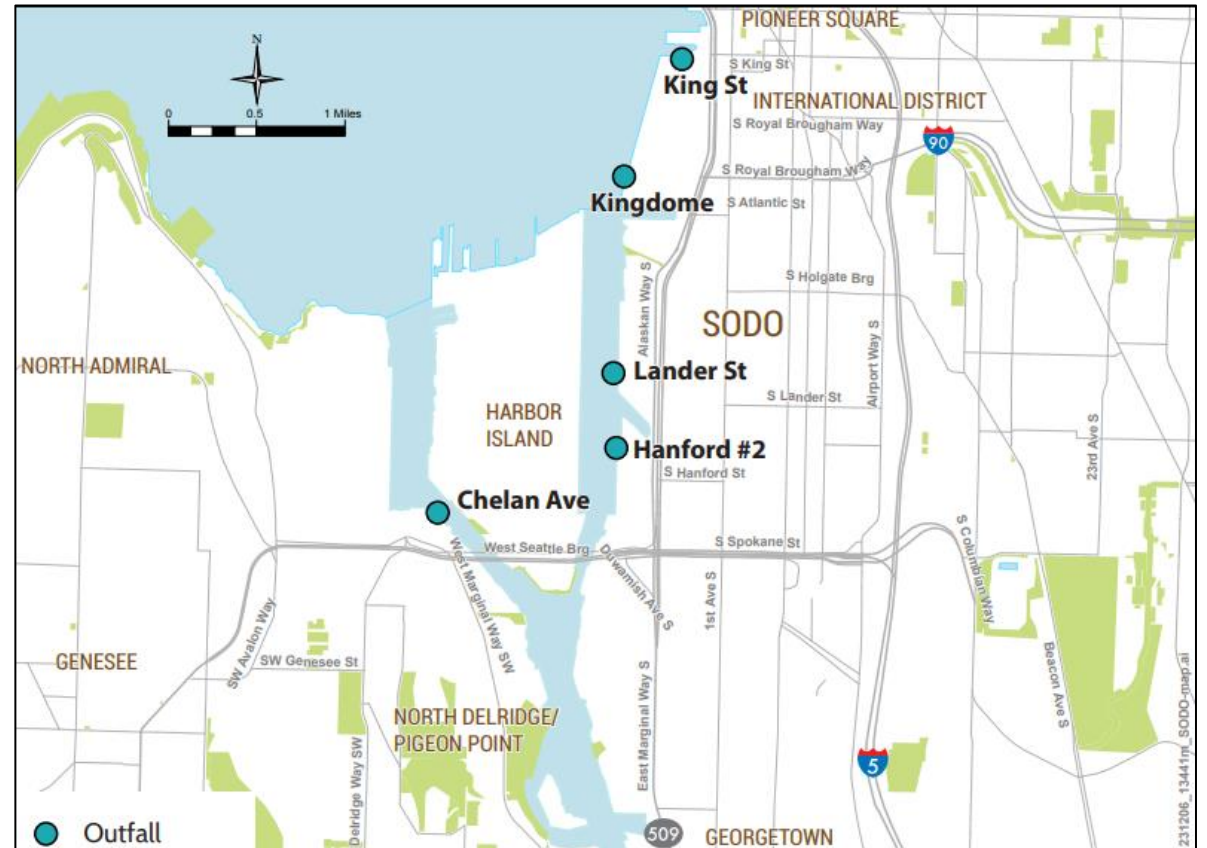 PIONEER SQUARE
N
0 0.5 1 Miles
S King St
King St
INTERNATIONAL DISTRICT
S Royal Brougham Way
90
S Royal Brougham Way
Kingdome
S Atlantic St
Alaskan Way S
S Holgate Brg
SODO
Airport Way S
NORTH ADMIRAL
Lander St
S Lander St
HARBOR
ISLAND
23rd Ave S
Hanford #2
S Hanford St
Chelan Ave
S Columbian Way
West Seattle Brg
S Spokane St
Duwamish Ave S
West Marginal Way SW
1st Ave S
SW Avalon Way
GENESEE
SW Genesee St
Beacon Ave S
East Marginal Way S
NORTH DELRIDGE/
PIGEON POINT
Delridge Way SW
5
Outfall
509
GEORGETOWN
231206_13441m_SODO-map.ai